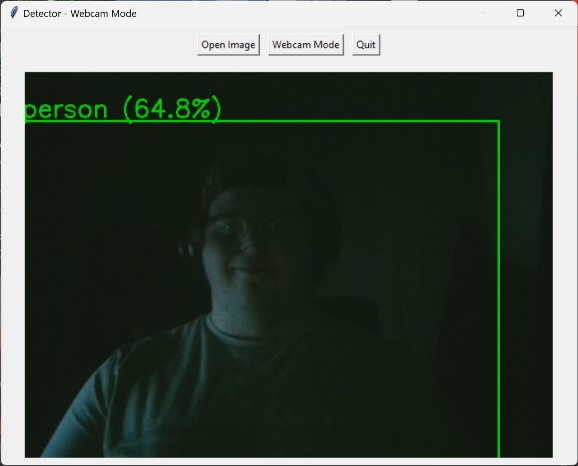 Detector - Webcam Mode
Open Image Webcam Mode Quit
person (64.8%)